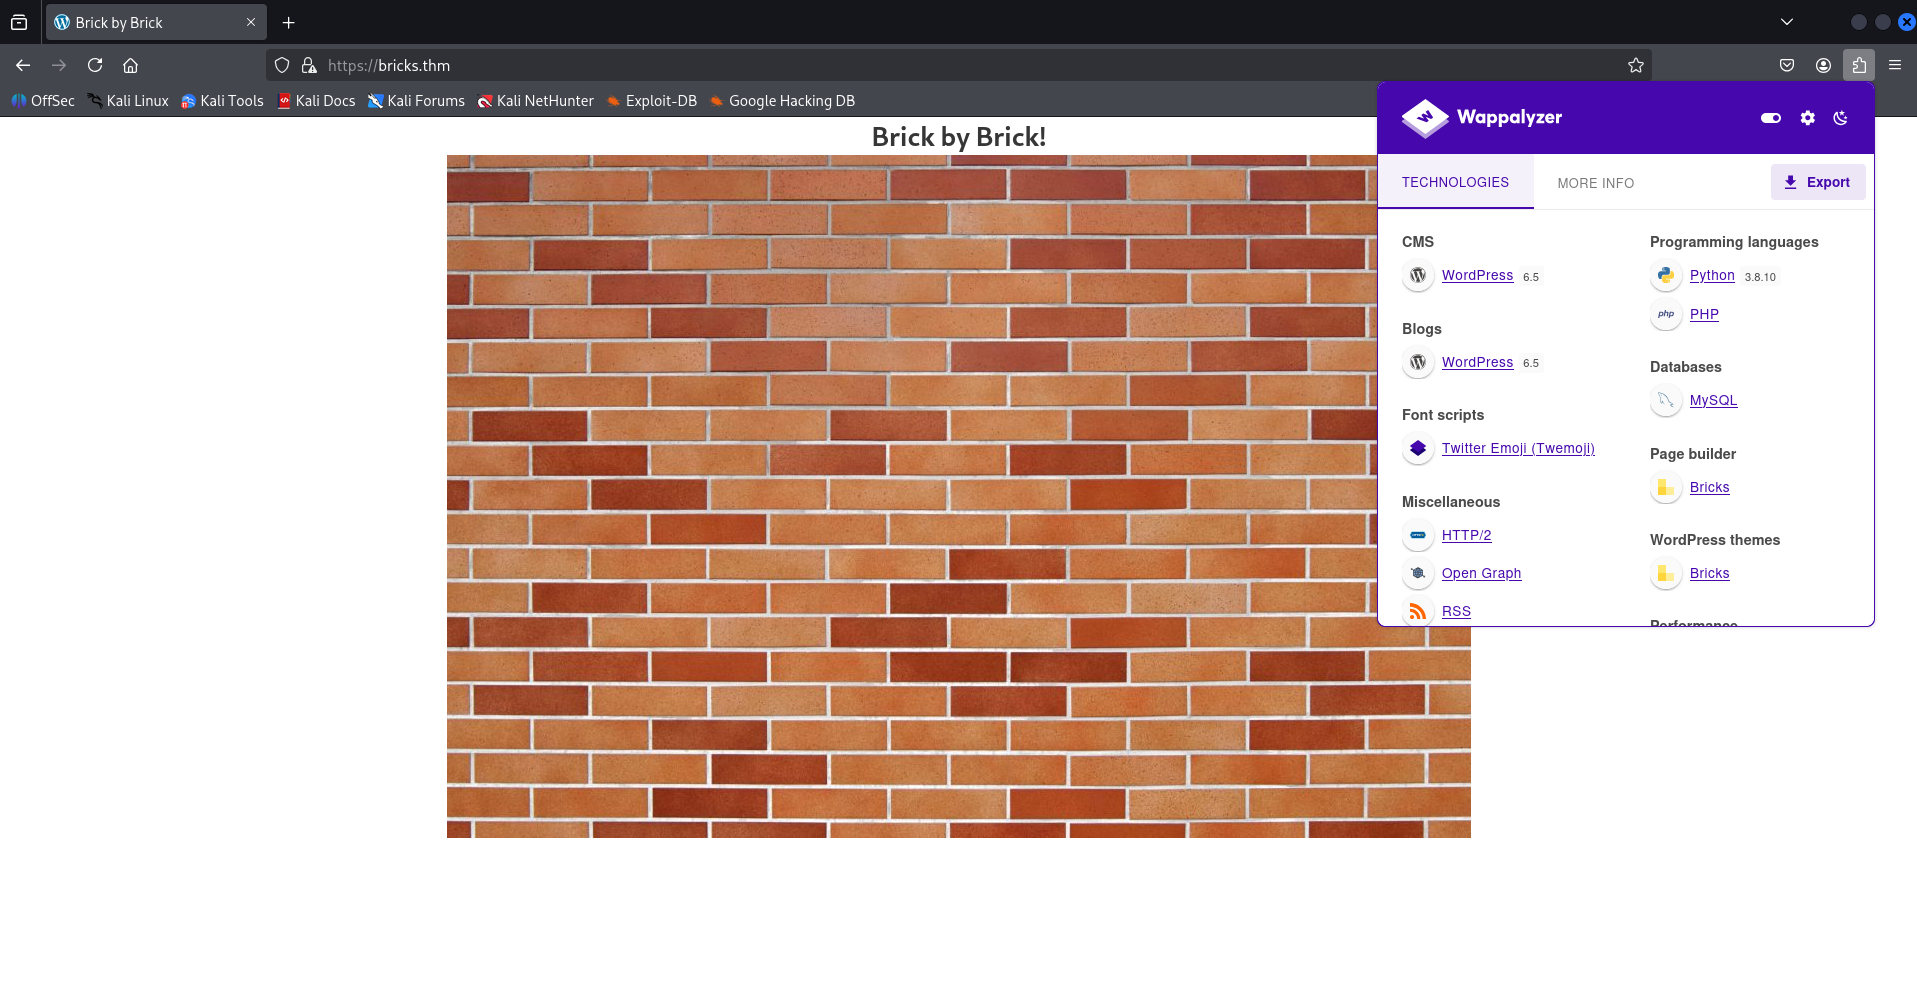 Brick by Brick
https://bricks.thm
OffSec
Kali Linux
Kali Tools
Kali Docs
Kali Forums
Kali NetHunter
Exploit-DB
Google Hacking DB
Brick by Brick!
Wappalyzer
TECHNOLOGIES
MORE INFO
Export
CMS
WordPress 6.5
Blogs
WordPress 6.5
Font scripts
Twitter Emoji (Twemoji)
Miscellaneous
HTTP/2
Open Graph
RSS
Programming languages
Python 3.8.10
php PHP
Databases
MySQL
Page builder
Bricks
WordPress themes
Bricks
Performance